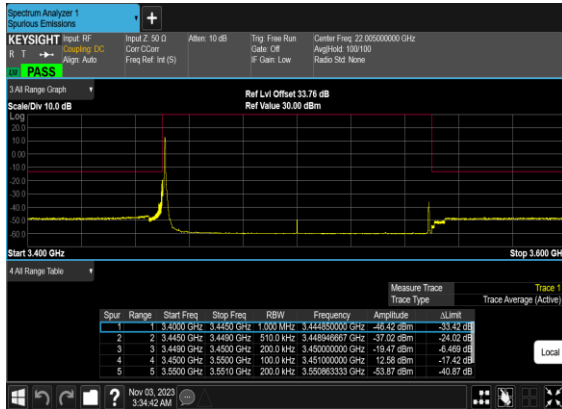 Spectrum Analyzer 1
Spurious Emissions
KEYSIGHT
R T
Input: RF
Coupling: DC
Align: Auto
Input Z: 50 Ω
Corr CCorr
Freq Ref: Int (S)
Atten: 10 dB
Trig: Free Run
Gate: Off
IF Gain: Low
Center Freq: 22.005000000 GHz
Avg|Hold: 100/100
Radio Std: None
PASS
3 All Range Graph
Scale/Div 10.0 dB
Ref Lvl Offset 33.76 dB
Ref Value 30.00 dBm
Log
20.0
10.0
0.00
-10.0
-20.0
-30.0
-40.0
-50.0
-60.0
Start 3.400 GHz Stop 3.600 GHz
4 All Range Table
Measure Trace Trace 1
Trace Type Trace Average (Active)
Spur Range Start Freq Stop Freq RBW Frequency Amplitude ΔLimit
1 1 3.4000 GHz 3.4450 GHz 1.000 MHz 3.444850000 GHz -46.42 dBm -33.42 dB
2 2 3.4450 GHz 3.4490 GHz 510.0 kHz 3.448946667 GHz -37.02 dBm -24.02 dB
3 3 3.4490 GHz 3.4500 GHz 200.0 kHz 3.450000000 GHz -19.47 dBm -6.469 dB
4 4 3.4500 GHz 3.5500 GHz 100.0 kHz 3.451000000 GHz 12.58 dBm -17.42 dB
5 5 3.5500 GHz 3.5510 GHz 200.0 kHz 3.550863333 GHz -53.87 dBm -40.87 dB
Local
Nov 03, 2023
3:34:42 AM